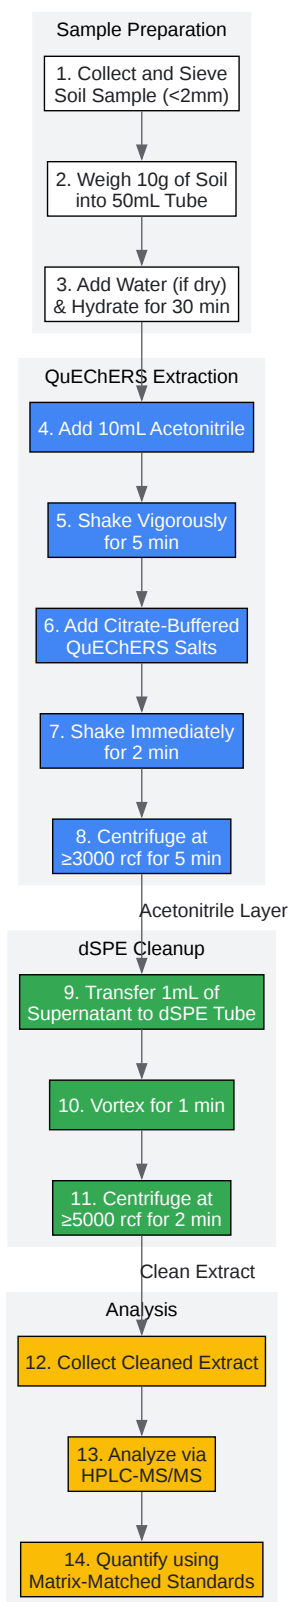 Sample Preparation
1. Collect and Sieve
Soil Sample (<2mm)
2. Weigh 10g of Soil
into 50mL Tube
3. Add Water (if dry)
& Hydrate for 30 min
QuEChERS Extraction
4. Add 10mL Acetonitrile
5. Shake Vigorously
for 5 min
6. Add Citrate-Buffered
QuEChERS Salts
7. Shake Immediately
for 2 min
8. Centrifuge at
≥3000 rcf for 5 min
Acetonitrile Layer
dSPE Cleanup
9. Transfer 1mL of
Supernatant to dSPE Tube
10. Vortex for 1 min
11. Centrifuge at
≥5000 rcf for 2 min
Clean Extract
Analysis
12. Collect Cleaned Extract
13. Analyze via
HPLC-MS/MS
14. Quantify using
Matrix-Matched Standards